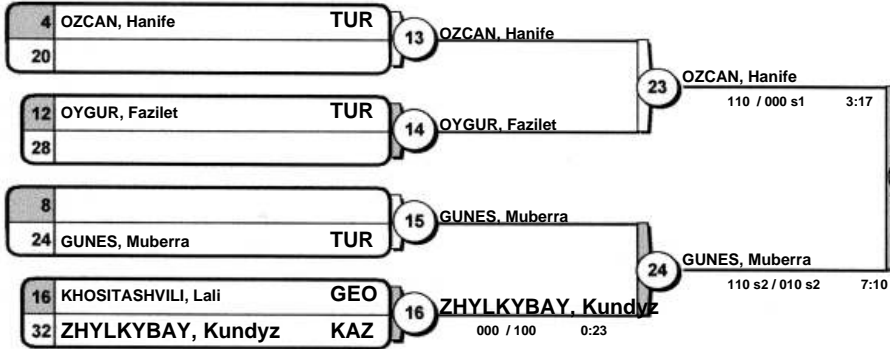 4 OZCAN, Hanife TUR
20
13 OZCAN, Hanife
12 OYGUR, Fazilet TUR
28
14 OYGUR, Fazilet
23 OZCAN, Hanife
110 / 000 s1 3:17
8
24 GUNES, Muberra TUR
15 GUNES, Muberra
16 KHOSITASHVILI, Lali GEO
32 ZHYLKYBAY, Kundyz KAZ
16 ZHYLKYBAY, Kundyz
000 / 100 0:23
24 GUNES, Muberra
110 s2 / 010 s2 7:10